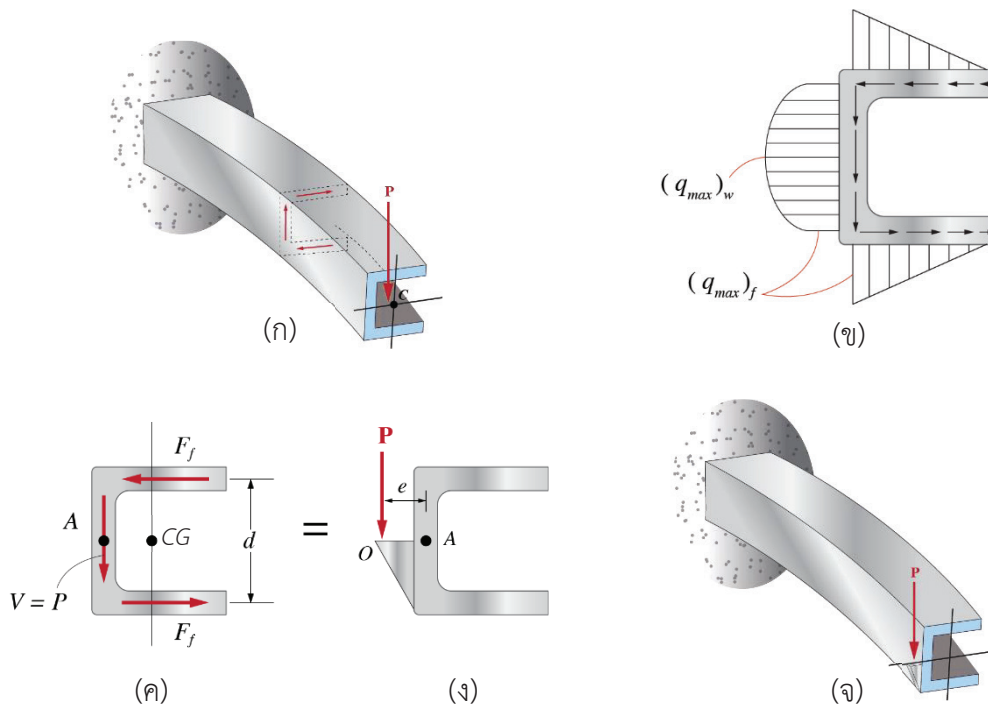 P
C
(ก)
(q_max)_w
(q_max)_f
(ข)
F_f
A
CG
d
V = P
F_f
(ค)
=
P
e
O
A
(ง)
P
(จ)